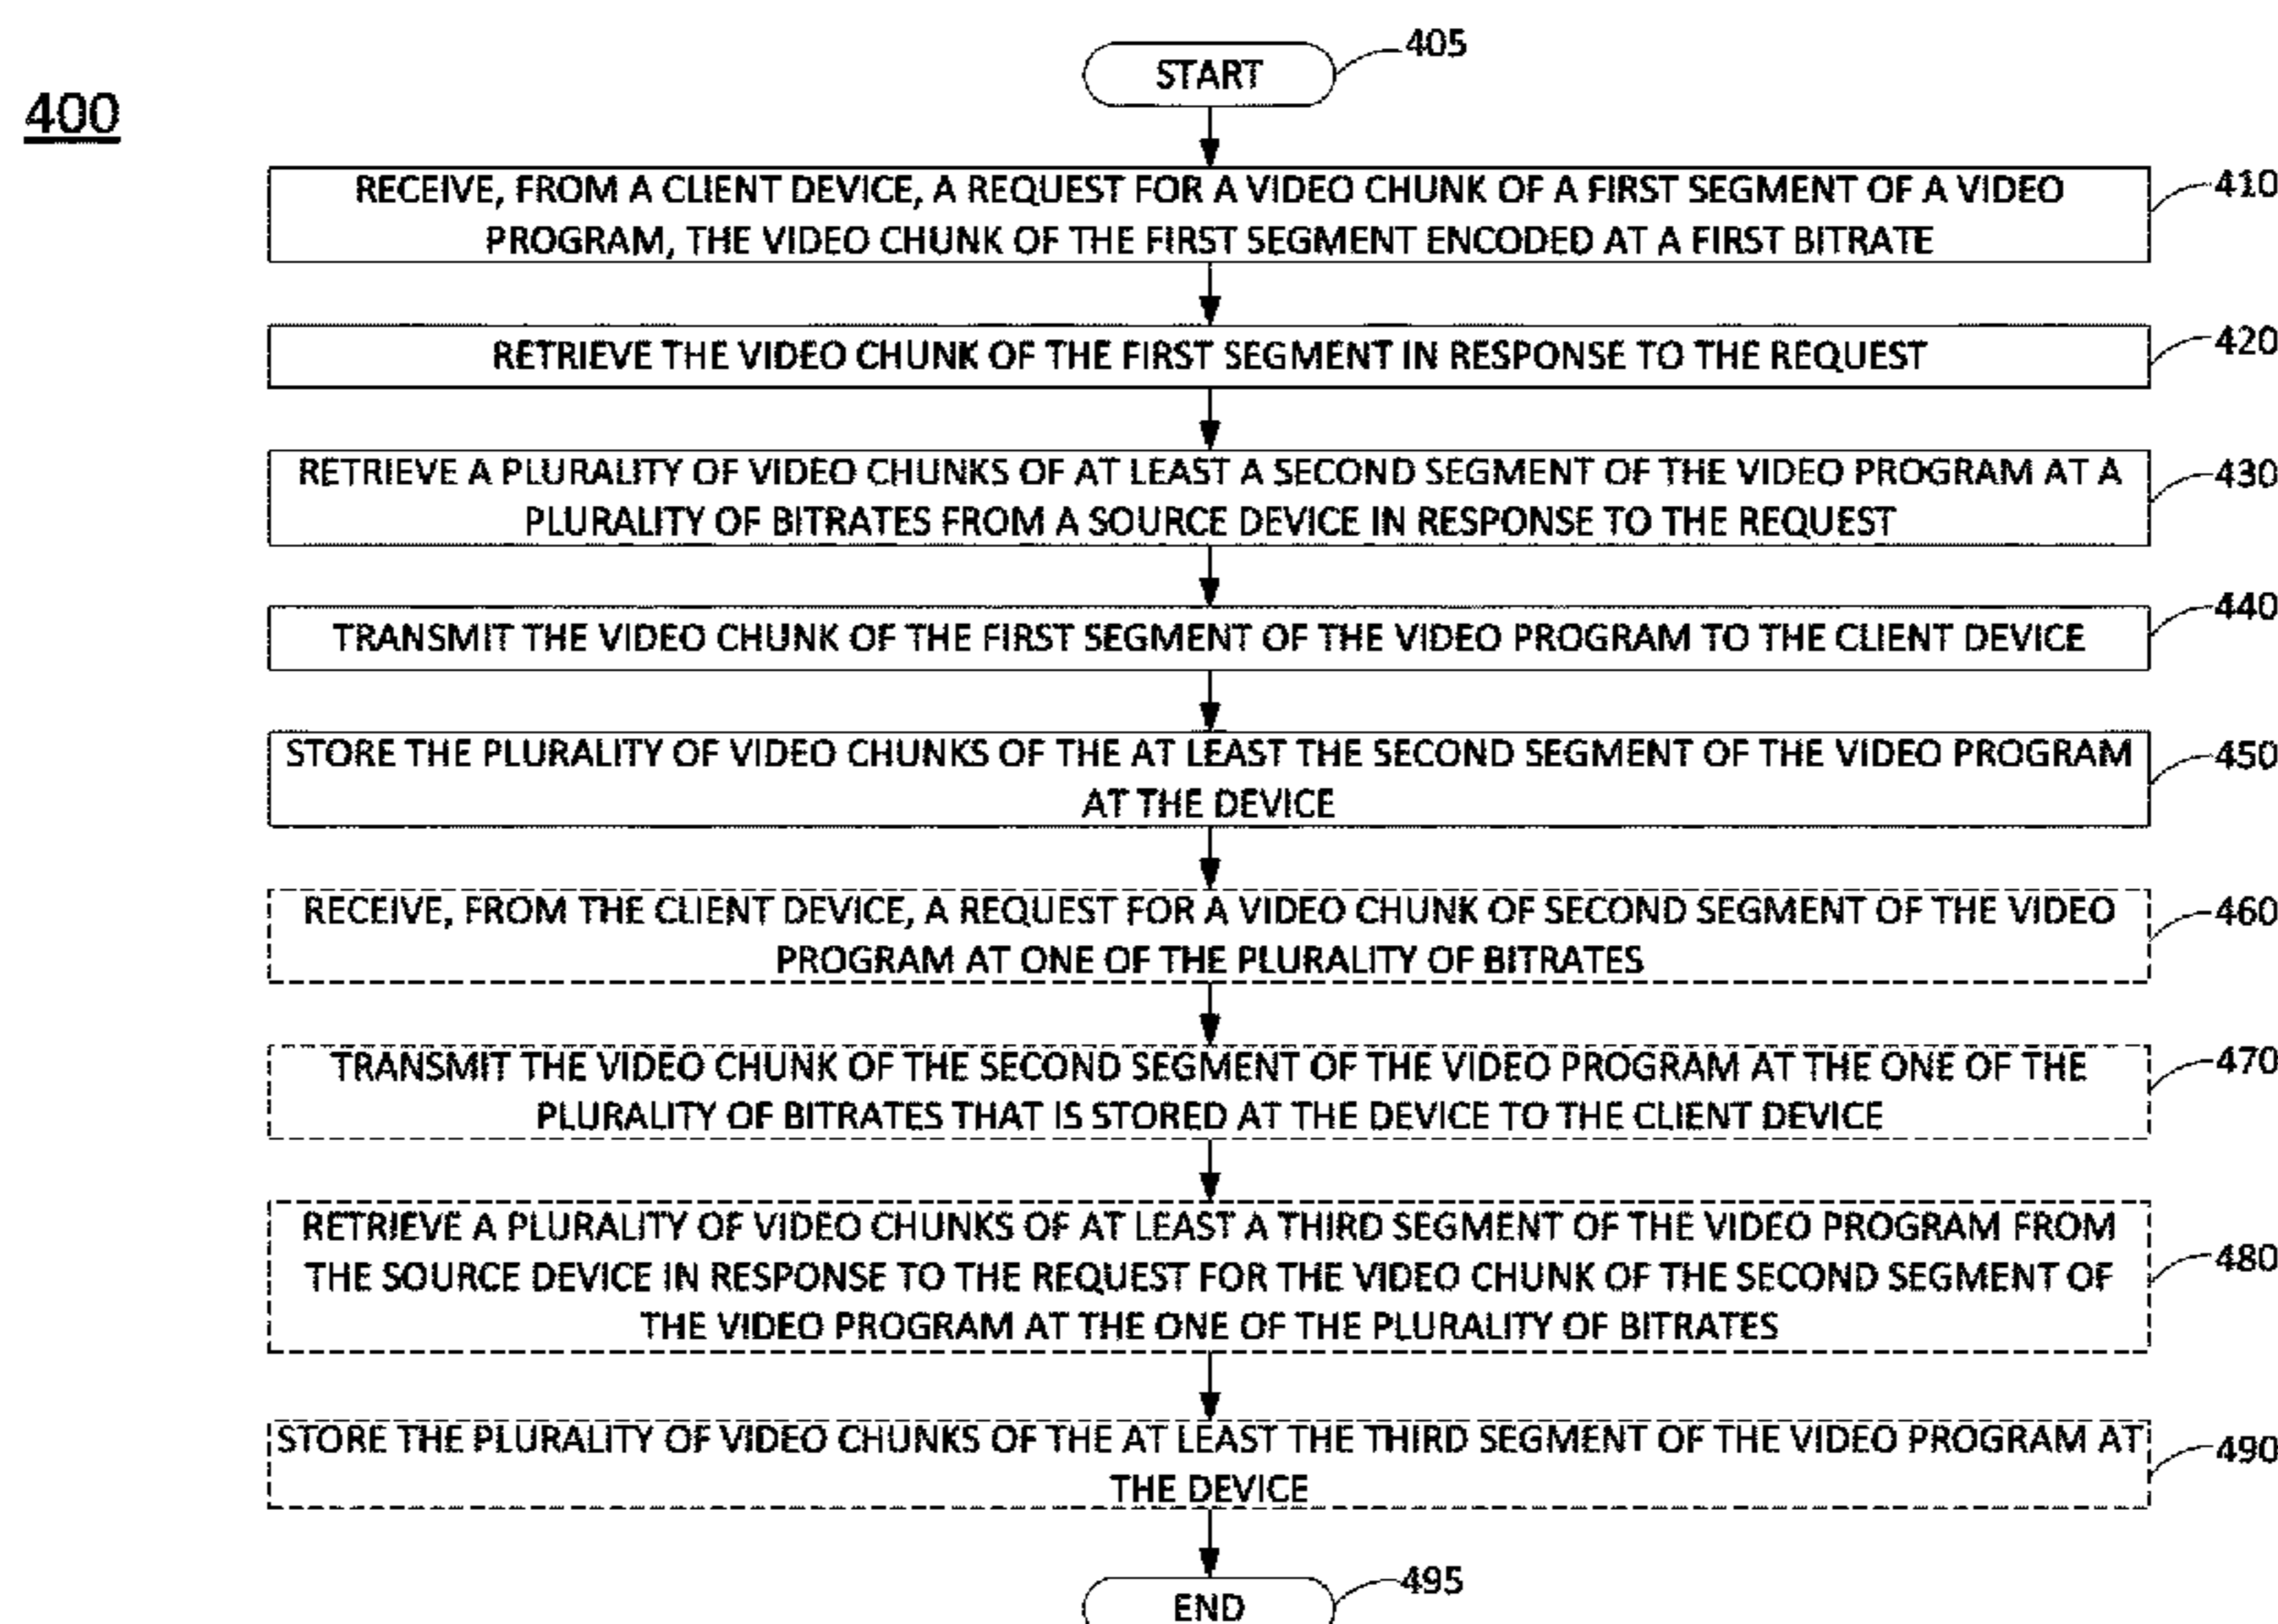 400
START
405
RECEIVE, FROM A CLIENT DEVICE, A REQUEST FOR A VIDEO CHUNK OF A FIRST SEGMENT OF A VIDEO
PROGRAM, THE VIDEO CHUNK OF THE FIRST SEGMENT ENCODED AT A FIRST BITRATE
410
RETRIEVE THE VIDEO CHUNK OF THE FIRST SEGMENT IN RESPONSE TO THE REQUEST
420
RETRIEVE A PLURALITY OF VIDEO CHUNKS OF AT LEAST A SECOND SEGMENT OF THE VIDEO PROGRAM AT A
PLURALITY OF BITRATES FROM A SOURCE DEVICE IN RESPONSE TO THE REQUEST
430
TRANSMIT THE VIDEO CHUNK OF THE FIRST SEGMENT OF THE VIDEO PROGRAM TO THE CLIENT DEVICE
440
STORE THE PLURALITY OF VIDEO CHUNKS OF THE AT LEAST THE SECOND SEGMENT OF THE VIDEO PROGRAM
AT THE DEVICE
450
RECEIVE, FROM THE CLIENT DEVICE, A REQUEST FOR A VIDEO CHUNK OF SECOND SEGMENT OF THE VIDEO
PROGRAM AT ONE OF THE PLURALITY OF BITRATES
460
TRANSMIT THE VIDEO CHUNK OF THE SECOND SEGMENT OF THE VIDEO PROGRAM AT THE ONE OF THE
PLURALITY OF BITRATES THAT IS STORED AT THE DEVICE TO THE CLIENT DEVICE
470
RETRIEVE A PLURALITY OF VIDEO CHUNKS OF AT LEAST A THIRD SEGMENT OF THE VIDEO PROGRAM FROM
THE SOURCE DEVICE IN RESPONSE TO THE REQUEST FOR THE VIDEO CHUNK OF THE SECOND SEGMENT OF
THE VIDEO PROGRAM AT THE ONE OF THE PLURALITY OF BITRATES
480
STORE THE PLURALITY OF VIDEO CHUNKS OF THE AT LEAST THE THIRD SEGMENT OF THE VIDEO PROGRAM AT
THE DEVICE
490
END
495